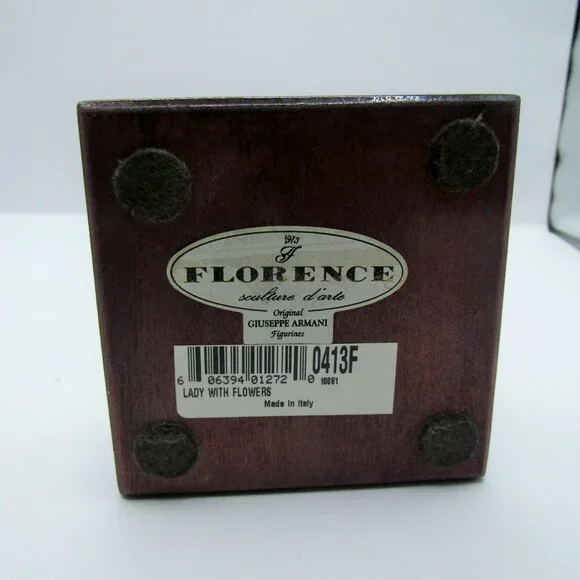 1973
F
FLORENCE
sculture d'arte
Original
GIUSEPPE ARMANI
Figurines
0413F
6 06394 01272 0 10061
LADY WITH FLOWERS
Made in Italy